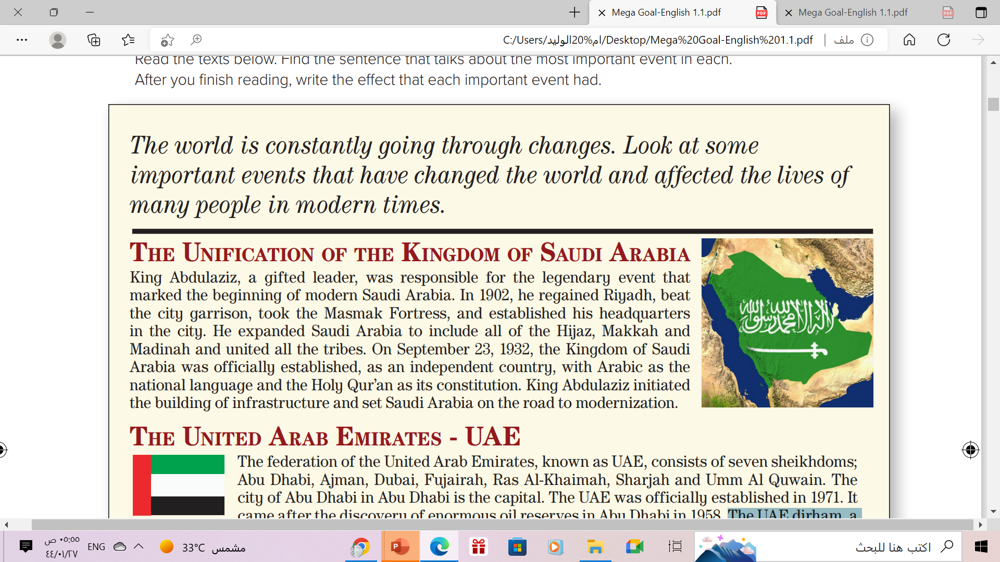 Mega Goal-English 1.1.pdf
Mega Goal-English 1.1.pdf
C:/Users/ام%20الوليد/Desktop/Mega%20Goal-English%201.1.pdf
ملف
Read the texts below. Find the sentence that talks about the most important event in each.
After you finish reading, write the effect that each important event had.
The world is constantly going through changes. Look at some
important events that have changed the world and affected the lives of
many people in modern times.
THE UNIFICATION OF THE KINGDOM OF SAUDI ARABIA
King Abdulaziz, a gifted leader, was responsible for the legendary event that
marked the beginning of modern Saudi Arabia. In 1902, he regained Riyadh, beat
the city garrison, took the Masmak Fortress, and established his headquarters
in the city. He expanded Saudi Arabia to include all of the Hijaz, Makkah and
Madinah and united all the tribes. On September 23, 1932, the Kingdom of Saudi
Arabia was officially established, as an independent country, with Arabic as the
national language and the Holy Qur’an as its constitution. King Abdulaziz initiated
the building of infrastructure and set Saudi Arabia on the road to modernization.
لا إله إلا الله محمد رسول الله
THE UNITED ARAB EMIRATES - UAE
The federation of the United Arab Emirates, known as UAE, consists of seven sheikhdoms;
Abu Dhabi, Ajman, Dubai, Fujairah, Ras Al-Khaimah, Sharjah and Umm Al Quwain. The
city of Abu Dhabi in Abu Dhabi is the capital. The UAE was officially established in 1971. It
came after the discovery of enormous oil reserves in Abu Dhabi in 1958. The UAE dirham, a
٠٥:٥٥ ص
٤٤/٠١/٢٧
ENG
33°C مشمس
اكتب هنا للبحث